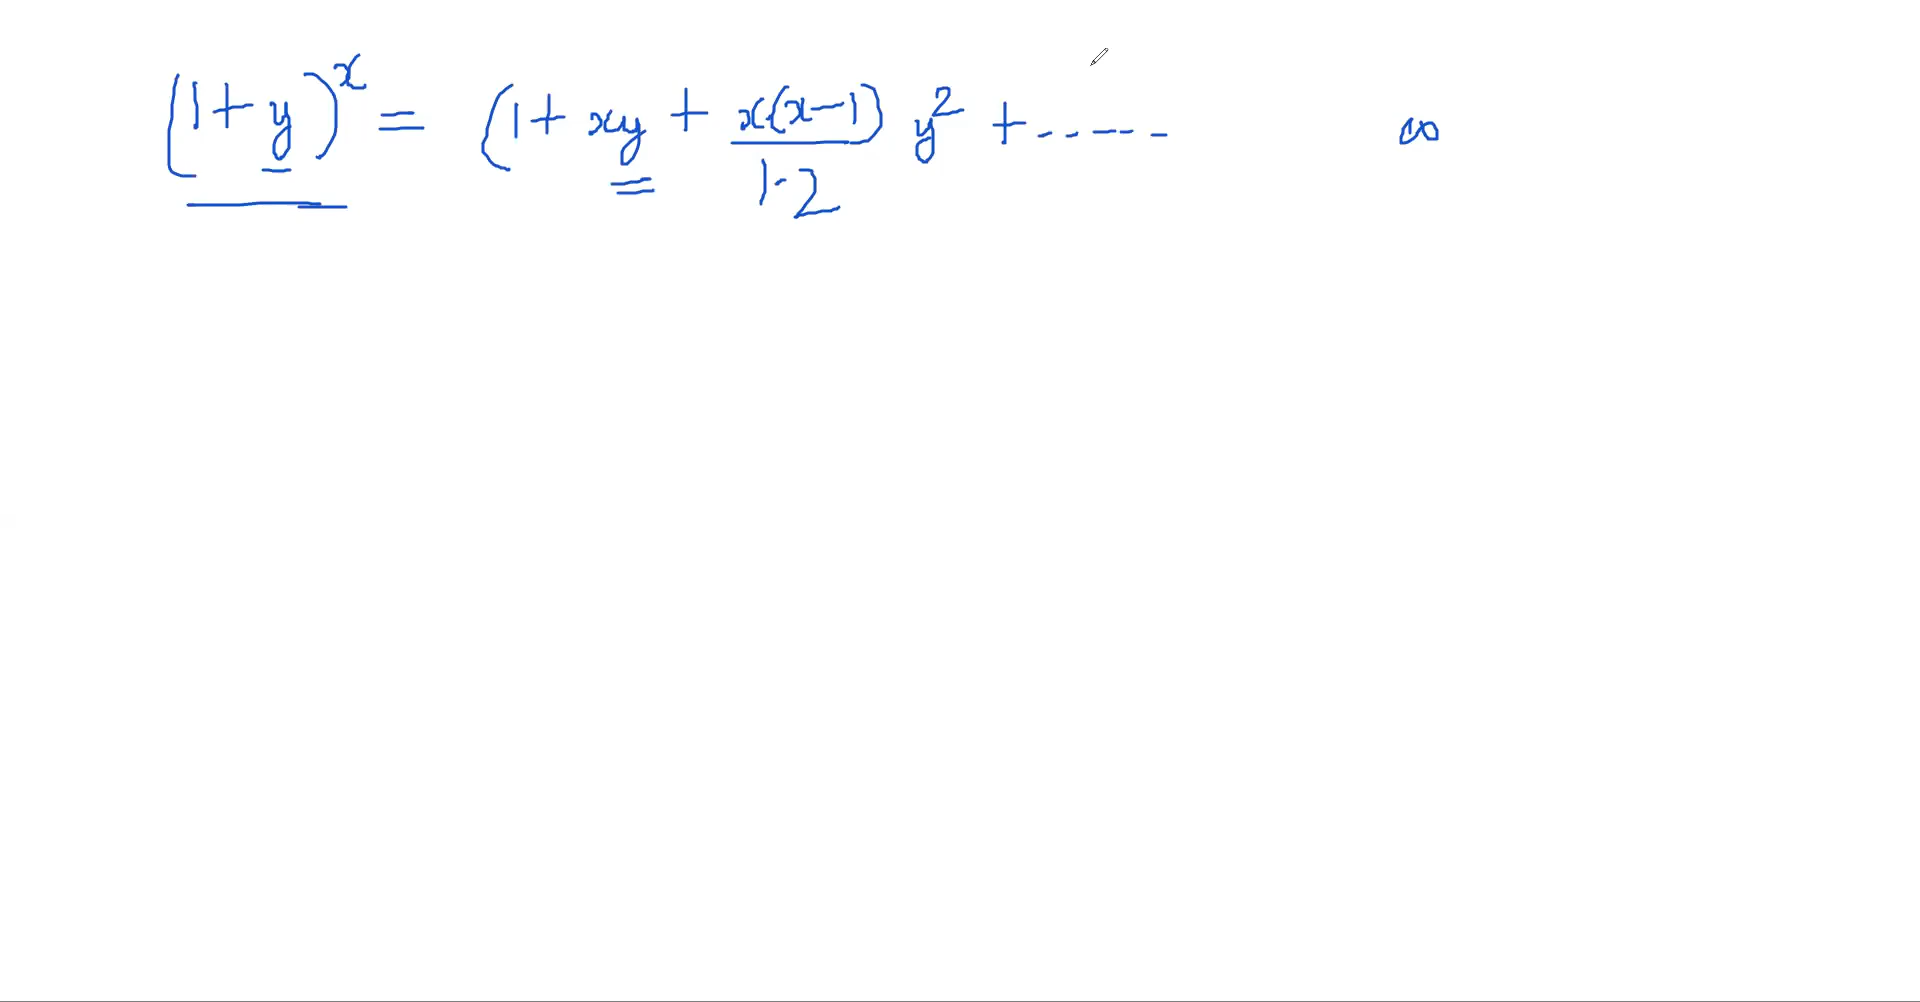 (1+y)^x = (1 + xy + x(x-1)/1·2 y^2 + ----- ∞